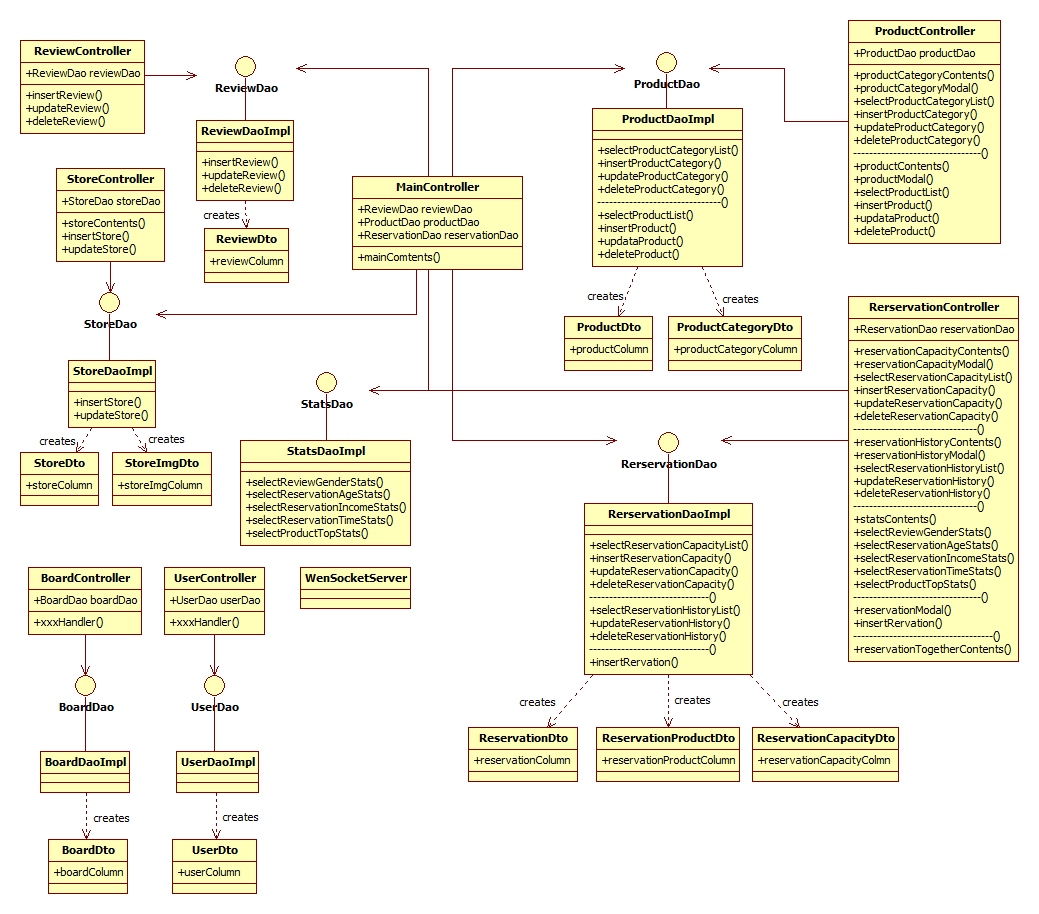 ReviewController
+ReviewDao reviewDao
+insertReview()
+updateReview()
+deleteReview()
ReviewDao
ReviewDaoImpl
+insertReview()
+updateReview()
+deleteReview()
creates
ReviewDto
+reviewColumn
StoreController
+StoreDao storeDao
+storeContents()
+insertStore()
+updateStore()
StoreDao
StoreDaoImpl
+insertStore()
+updateStore()
creates
creates
StoreDto
+storeColumn
StoreImgDto
+storeImgColumn
MainController
+ReviewDao reviewDao
+ProductDao productDao
+ReservationDao reservationDao
+mainComtents()
ProductDao
ProductDaoImpl
+selectProductCategoryList()
+insertProductCategory()
+updateProductCategory()
+deleteProductCategory()
-------------------------------()
+selectProductList()
+insertProduct()
+updataProduct()
+deleteProduct()
creates
creates
ProductDto
+productColumn
ProductCategoryDto
+productCategoryColumn
ProductController
+ProductDao productDao
+productCategoryContents()
+productCategoryModal()
+selectProductCategoryList()
+insertProductCategory()
+updateProductCategory()
+deleteProductCategory()
--------------------------------()
+productContents()
+productModal()
+selectProductList()
+insertProduct()
+updataProduct()
+deleteProduct()
StatsDao
StatsDaoImpl
+selectReviewGenderStats()
+selectReservationAgeStats()
+selectReservationIncomeStats()
+selectReservationTimeStats()
+selectProductTopStats()
RerservationDao
RerservationDaoImpl
+selectReservationCapacityList()
+insertReservationCapacity()
+updateReservationCapacity()
+deleteReservationCapacity()
------------------------------()
+selectReservationHistoryList()
+updateReservationHistory()
+deleteReservationHistory()
------------------------------()
+insertRervation()
creates
creates
creates
ReservationDto
+reservationColumn
ReservationProductDto
+reservationProductColumn
ReservationCapacityDto
+reservationCapacityColmn
RerservationController
+ReservationDao reservationDao
+reservationCapacityContents()
+reservationCapacityModal()
+selectReservationCapacityList()
+insertReservationCapacity()
+updateReservationCapacity()
+deleteReservationCapacity()
-------------------------------()
+reservationHistoryContents()
+reservationHistoryModal()
+selectReservationHistoryList()
+updateReservationHistory()
+deleteReservationHistory()
-------------------------------()
+statsContents()
+selectReviewGenderStats()
+selectReservationAgeStats()
+selectReservationIncomeStats()
+selectReservationTimeStats()
+selectProductTopStats()
--------------------------------()
+reservationModal()
+insertRervation()
-----------------------------------()
+reservationTogetherContents()
BoardController
+BoardDao boardDao
+xxxHandler()
BoardDao
BoardDaoImpl
creates
BoardDto
+boardColumn
UserController
+UserDao userDao
+xxxHandler()
UserDao
UserDaoImpl
creates
UserDto
+userColumn
WenSocketServer